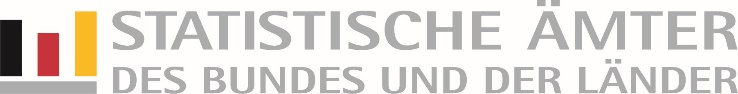 STATISTISCHE ÄMTER
DES BUNDES UND DER LÄNDER